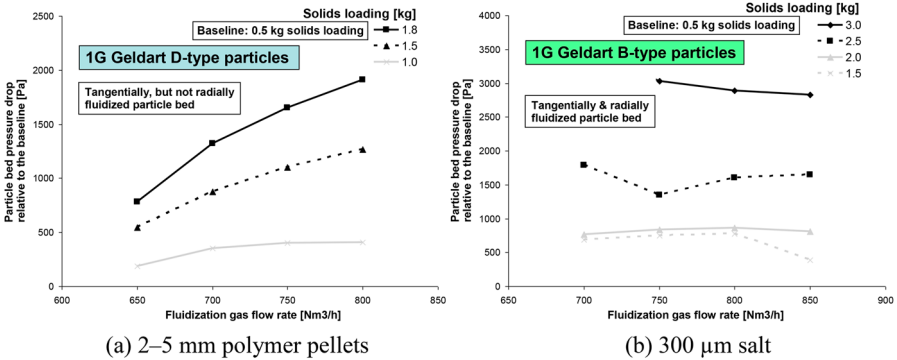 Solids loading [kg]
Baseline: 0.5 kg solids loading
1.8
1.5
1.0
1G Geldart D-type particles
Tangentially, but not radially
fluidized particle bed
Particle bed pressure drop
relative to the baseline [Pa]
2500
2000
1500
1000
500
0
600
650
700
750
800
850
Fluidization gas flow rate [Nm3/h]
(a) 2–5 mm polymer pellets
Solids loading [kg]
Baseline: 0.5 kg solids loading
3.0
2.5
2.0
1.5
1G Geldart B-type particles
Tangentially & radially
fluidized particle bed
Particle bed pressure drop
relative to the baseline [Pa]
4000
3500
3000
2500
2000
1500
1000
500
0
650
700
750
800
850
900
Fluidization gas flow rate [Nm3/h]
(b) 300 µm salt